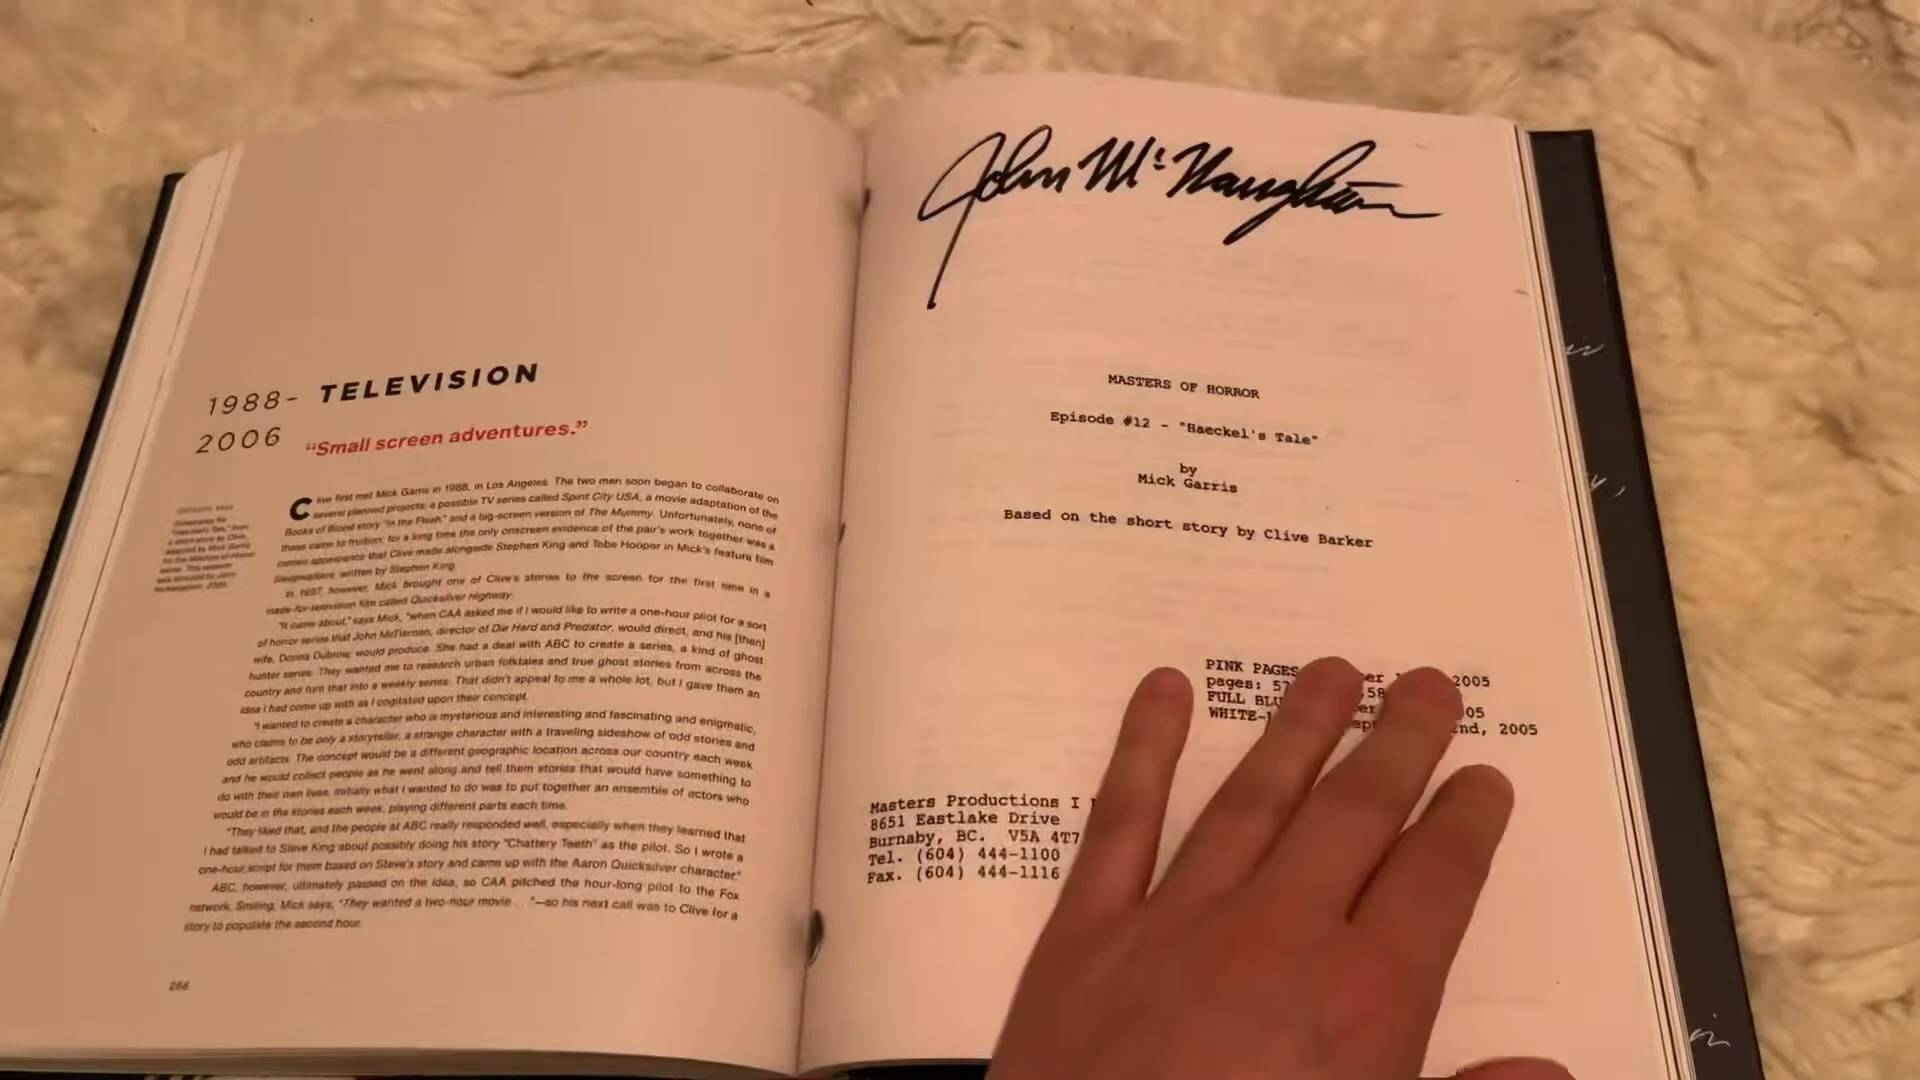 1988- TELEVISION
2006 “Small screen adventures.”
Clive first met Mick Garris in 1988, in Los Angeles. The two men soon began to collaborate on
several planned projects: a possible TV series called Spirit City USA, a movie adaptation of the
Books of Blood story "In the Flesh," and a big-screen version of The Mummy. Unfortunately, none of
these came to fruition; for a long time the only onscreen evidence of the pair's work together was a
cameo appearance that Clive made alongside Stephen King and Tobe Hooper in Mick's feature film
Sleepwalkers, written by Stephen King.
In 1997, however, Mick brought one of Clive's stories to the screen for the first time in a
made-for-television film called Quicksilver Highway.
"It came about," says Mick, "when CAA asked me if I would like to write a one-hour pilot for a sort
of horror series that John McTiernan, director of Die Hard and Predator, would direct, and his [then]
wife, Donna Dubrow, would produce. She had a deal with ABC to create a series, a kind of ghost
hunter series. They wanted me to research urban folktales and true ghost stories from across the
country and turn that into a weekly series. That didn't appeal to me a whole lot, but I gave them an
idea I had come up with as I cogitated upon their concept.
"I wanted to create a character who is mysterious and interesting and fascinating and enigmatic,
who claims to be only a storyteller, a strange character with a traveling sideshow of odd stories and
odd artifacts. The concept would be a different geographic location across our country each week
and he would collect people as he went along and tell them stories that would have something to
do with their own lives. Initially what I wanted to do was to put together an ensemble of actors who
would be in the stories each week, playing different parts each time.
"They liked that, and the people at ABC really responded well, especially when they learned that
I had talked to Steve King about possibly doing his story "Chattery Teeth" as the pilot. So I wrote a
one-hour script for them based on Steve's story and came up with the Aaron Quicksilver character."
ABC, however, ultimately passed on the idea, so CAA pitched the hour-long pilot to the Fox
network. Smiling, Mick says, "They wanted a two-hour movie . . . "—so his next call was to Clive for a
story to populate the second hour.
John McNaughton
MASTERS OF HORROR
Episode #12 - "Haeckel's Tale"
by
Mick Garris
Based on the short story by Clive Barker
PINK PAGES 2005
pages: 57 58
FULL BLU 05
WHITE- 2nd, 2005
Masters Productions I
8651 Eastlake Drive
Burnaby, BC. V5A 4T7
Tel. (604) 444-1100
Fax. (604) 444-1116